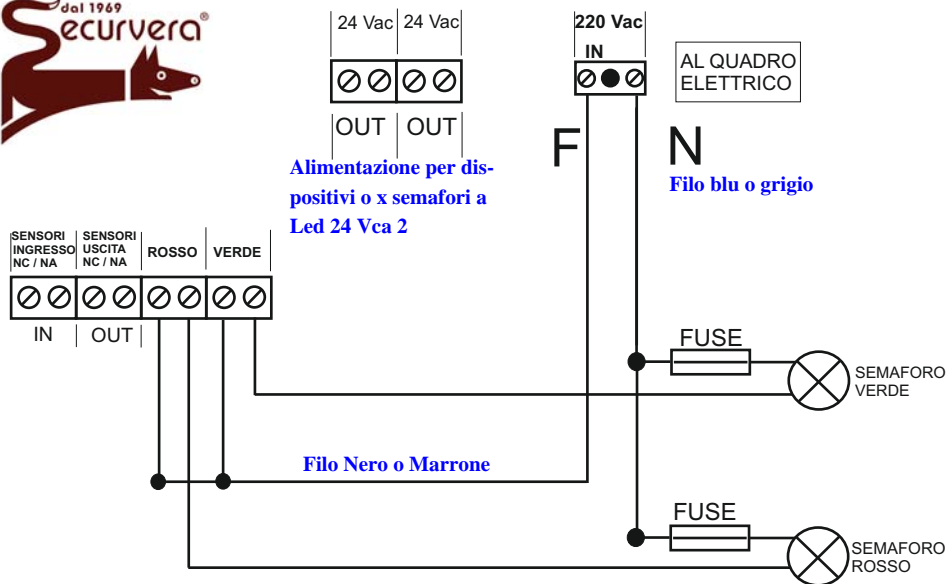 dal 1969
Securvera®
24 Vac 24 Vac
OUT OUT
Alimentazione per dis-
positivi o x semafori a
Led 24 Vca 2
220 Vac
IN
AL QUADRO
ELETTRICO
F N
Filo blu o grigio
SENSORI
INGRESSO
NC / NA
SENSORI
USCITA
NC / NA
ROSSO
VERDE
IN OUT
FUSE
SEMAFORO
VERDE
Filo Nero o Marrone
FUSE
SEMAFORO
ROSSO